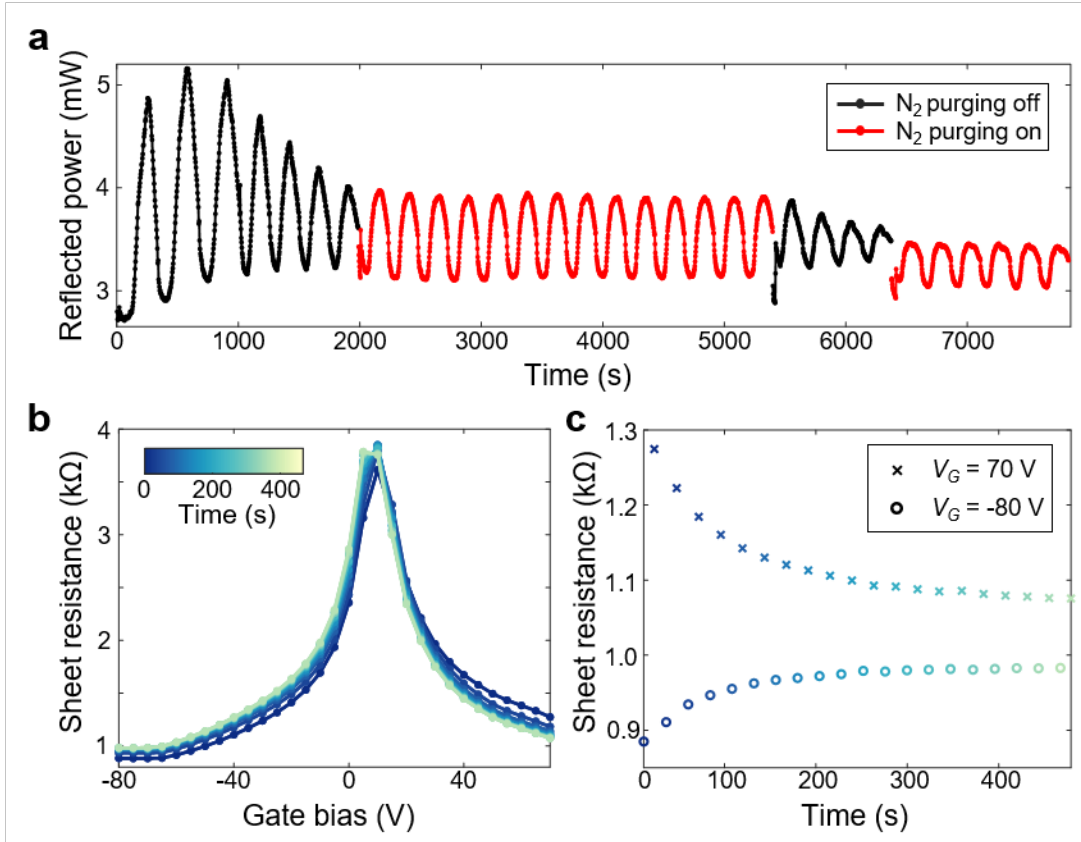 a
Reflected power (mW)
5
4
3
N₂ purging off
N₂ purging on
0 1000 2000 3000 4000 5000 6000 7000
Time (s)
b
Sheet resistance (kΩ)
4
3
2
1
0 200 400
Time (s)
-80 -40 0 40
Gate bias (V)
c
Sheet resistance (kΩ)
1.3
1.2
1.1
1.0
0.9
V_G = 70 V
V_G = -80 V
0 100 200 300 400
Time (s)